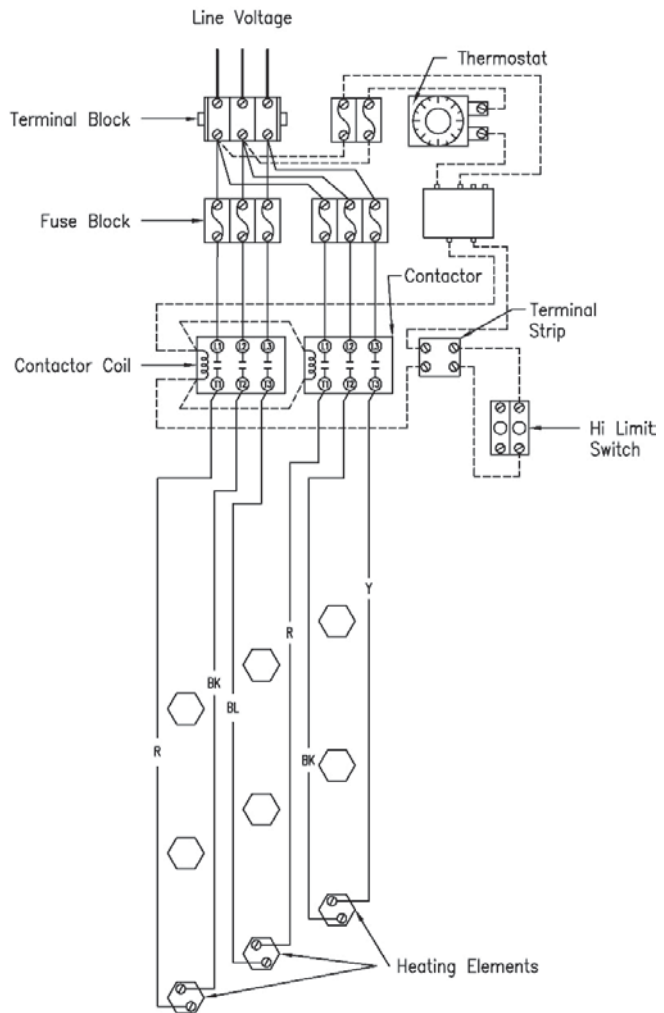 Line Voltage
Thermostat
Terminal Block
Fuse Block
Contactor
Terminal
Strip
L1 L2 L3 L1 L2 L3
Contactor Coil
T1 T2 T3 T1 T2 T3
Hi Limit
Switch
Y
R
BK
BL
R
BK
Heating Elements